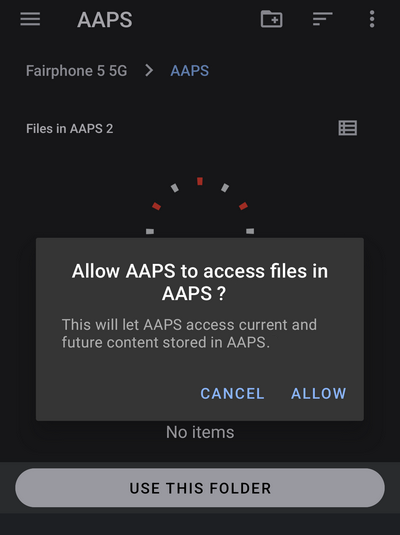 AAPS
Fairphone 5 5G > AAPS
Files in AAPS 2
Allow AAPS to access files in
AAPS ?
This will let AAPS access current and
future content stored in AAPS.
CANCEL ALLOW
No items
USE THIS FOLDER